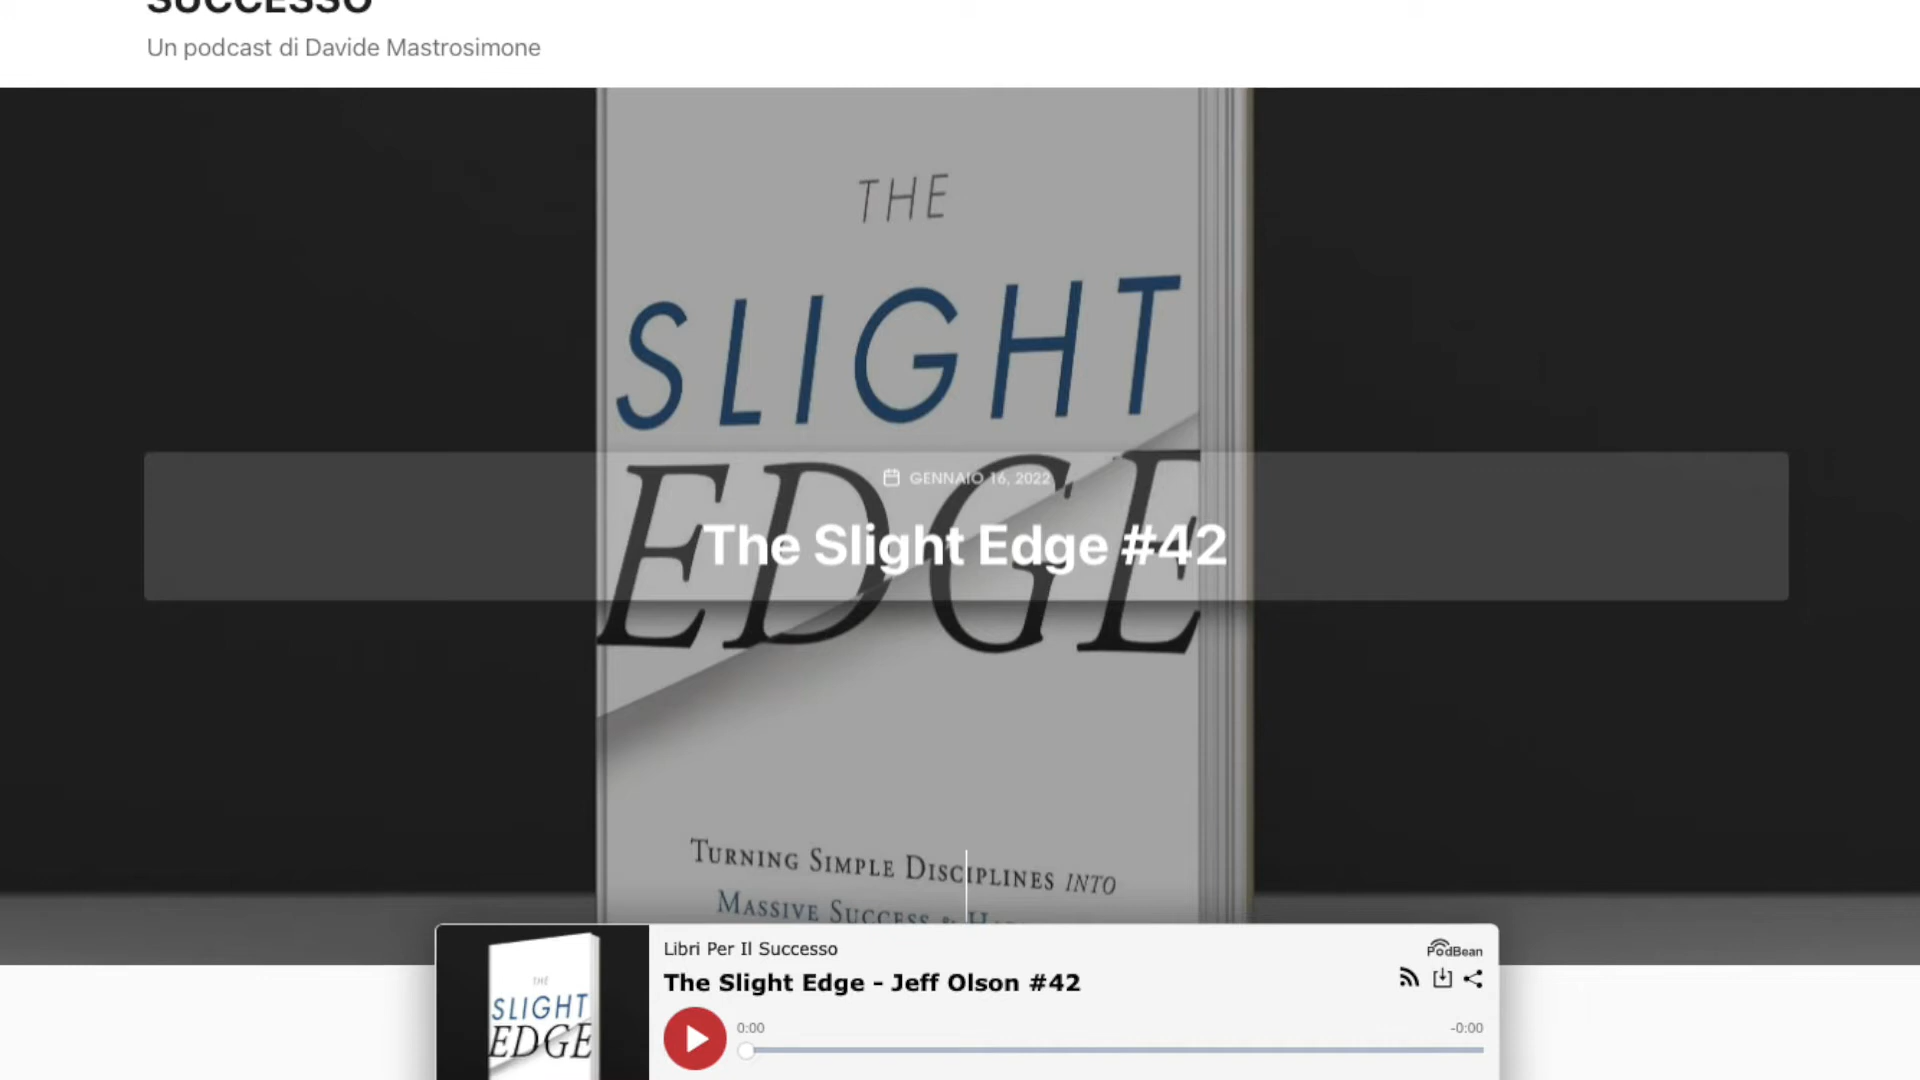 SUCCESSO
Un podcast di Davide Mastrosimone
THE
SLIGHT
EDGE
GENNAIO 16, 2022
The Slight Edge #42
TURNING SIMPLE DISCIPLINES INTO
MASSIVE SUCCESS &
Libri Per Il Successo
PodBean
The Slight Edge - Jeff Olson #42
THE
SLIGHT
EDGE
0:00
-0:00